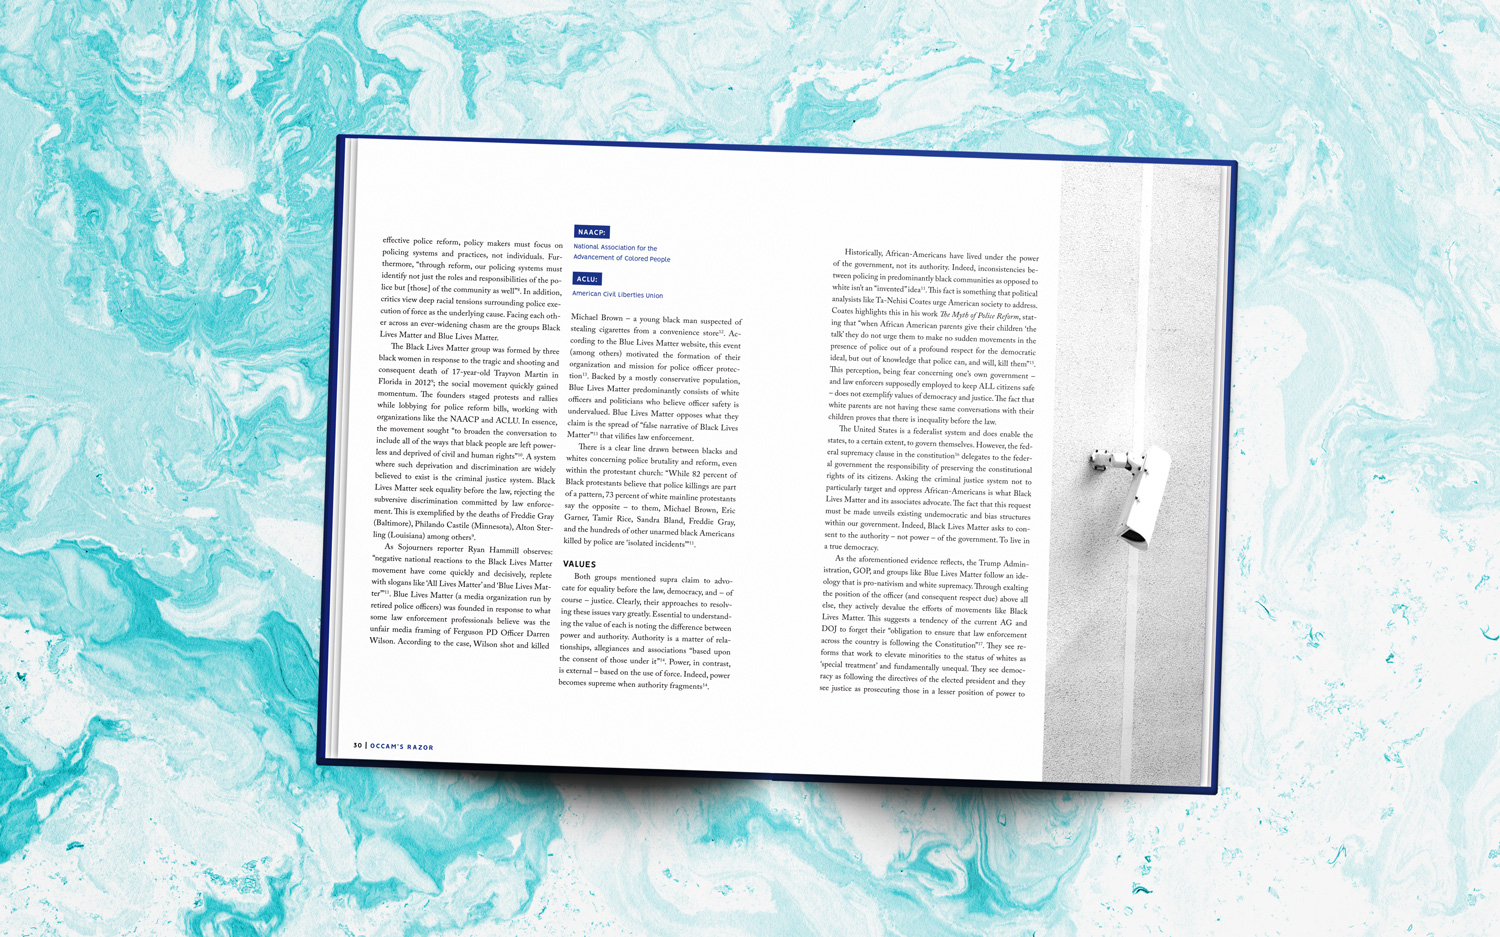 effective police reform, policy makers must focus on
policing systems and practices, not individuals. Fur-
thermore, “through reform, our policing systems must
identify not just the roles and responsibilities of the po-
lice but [those] of the community as well”⁸. In addition,
critics view deep racial tensions surrounding police exe-
cution of force as the underlying cause. Facing each oth-
er across an ever-widening chasm are the groups Black
Lives Matter and Blue Lives Matter.
The Black Lives Matter group was formed by three
black women in response to the tragic and shooting and
consequent death of 17-year-old Trayvon Martin in
Florida in 2012⁹; the social movement quickly gained
momentum. The founders staged protests and rallies
while lobbying for police reform bills, working with
organizations like the NAACP and ACLU. In essence,
the movement sought “to broaden the conversation to
include all of the ways that black people are left power-
less and deprived of civil and human rights”¹⁰. A system
where such deprivation and discrimination are widely
believed to exist is the criminal justice system. Black
Lives Matter seek equality before the law, rejecting the
subversive discrimination committed by law enforce-
ment. This is exemplified by the deaths of Freddie Gray
(Baltimore), Philando Castile (Minnesota), Alton Ster-
ling (Louisiana) among others⁹.
As Sojourners reporter Ryan Hammill observes:
“negative national reactions to the Black Lives Matter
movement have come quickly and decisively, replete
with slogans like ‘All Lives Matter’ and ‘Blue Lives Mat-
ter’”¹¹. Blue Lives Matter (a media organization run by
retired police officers) was founded in response to what
some law enforcement professionals believe was the
unfair media framing of Ferguson PD Officer Darren
Wilson. According to the case, Wilson shot and killed
NAACP:
National Association for the
Advancement of Colored People
ACLU:
American Civil Liberties Union
Michael Brown – a young black man suspected of
stealing cigarettes from a convenience store¹². Ac-
cording to the Blue Lives Matter website, this event
(among others) motivated the formation of their
organization and mission for police officer protec-
tion¹³. Backed by a mostly conservative population,
Blue Lives Matter predominantly consists of white
officers and politicians who believe officer safety is
undervalued. Blue Lives Matter opposes what they
claim is the spread of “false narrative of Black Lives
Matter”¹³ that vilifies law enforcement.
There is a clear line drawn between blacks and
whites concerning police brutality and reform, even
within the protestant church: “While 82 percent of
Black protestants believe that police killings are part
of a pattern, 73 percent of white mainline protestants
say the opposite – to them, Michael Brown, Eric
Garner, Tamir Rice, Sandra Bland, Freddie Gray,
and the hundreds of other unarmed black Americans
killed by police are ‘isolated incidents’”¹¹.
VALUES
Both groups mentioned supra claim to advo-
cate for equality before the law, democracy, and – of
course – justice. Clearly, their approaches to resolv-
ing these issues vary greatly. Essential to understand-
ing the value of each is noting the difference between
power and authority. Authority is a matter of rela-
tionships, allegiances and associations “based upon
the consent of those under it”¹⁴. Power, in contrast,
is external – based on the use of force. Indeed, power
becomes supreme when authority fragments¹⁴.
30 | OCCAM'S RAZOR
Historically, African-Americans have lived under the power
of the government, not its authority. Indeed, inconsistencies be-
tween policing in predominantly black communities as opposed to
white isn’t an “invented” idea¹¹. This fact is something that political
analysists like Ta-Nehisi Coates urge American society to address.
Coates highlights this in his work The Myth of Police Reform, stat-
ing that “when African American parents give their children ‘the
talk’ they do not urge them to make no sudden movements in the
presence of police out of a profound respect for the democratic
ideal, but out of knowledge that police can, and will, kill them”¹⁵.
This perception, being fear concerning one’s own government –
and law enforcers supposedly employed to keep ALL citizens safe
– does not exemplify values of democracy and justice. The fact that
white parents are not having these same conversations with their
children proves that there is inequality before the law.
The United States is a federalist system and does enable the
states, to a certain extent, to govern themselves. However, the fed-
eral supremacy clause in the constitution¹⁶ delegates to the feder-
al government the responsibility of preserving the constitutional
rights of its citizens. Asking the criminal justice system not to
particularly target and oppress African-Americans is what Black
Lives Matter and its associates advocate. The fact that this request
must be made unveils existing undemocratic and bias structures
within our government. Indeed, Black Lives Matter asks to con-
sent to the authority – not power – of the government. To live in
a true democracy.
As the aforementioned evidence reflects, the Trump Admin-
istration, GOP, and groups like Blue Lives Matter follow an ide-
ology that is pro-nativism and white supremacy. Through exalting
the position of the officer (and consequent respect due) above all
else, they actively devalue the efforts of movements like Black
Lives Matter. This suggests a tendency of the current AG and
DOJ to forget their “obligation to ensure that law enforcement
across the country is following the Constitution”¹⁷. They see re-
forms that work to elevate minorities to the status of whites as
‘special treatment’ and fundamentally unequal. They see democ-
racy as following the directives of the elected president and they
see justice as prosecuting those in a lesser position of power to